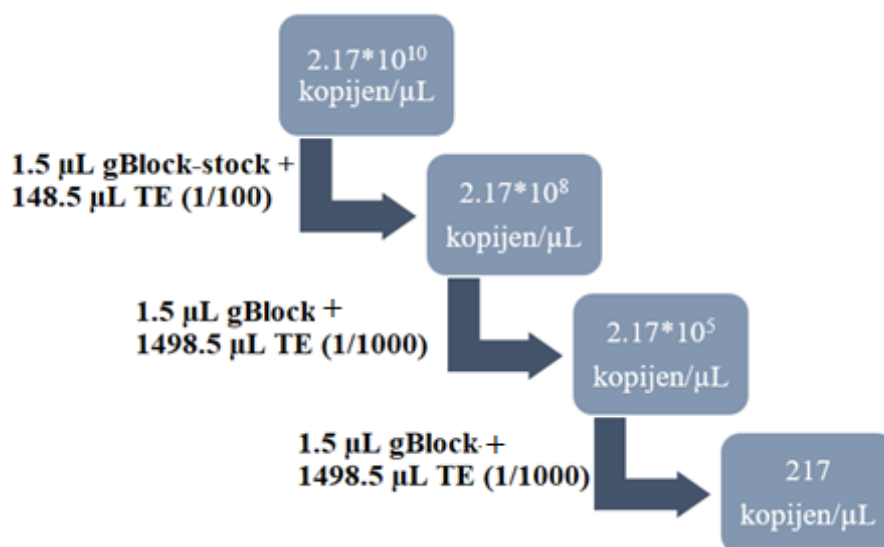 2.17*10¹⁰
kopijen/µL
1.5 µL gBlock-stock +
148.5 µL TE (1/100)
2.17*10⁸
kopijen/µL
1.5 µL gBlock +
1498.5 µL TE (1/1000)
2.17*10⁵
kopijen/µL
1.5 µL gBlock +
1498.5 µL TE (1/1000)
217
kopijen/µL